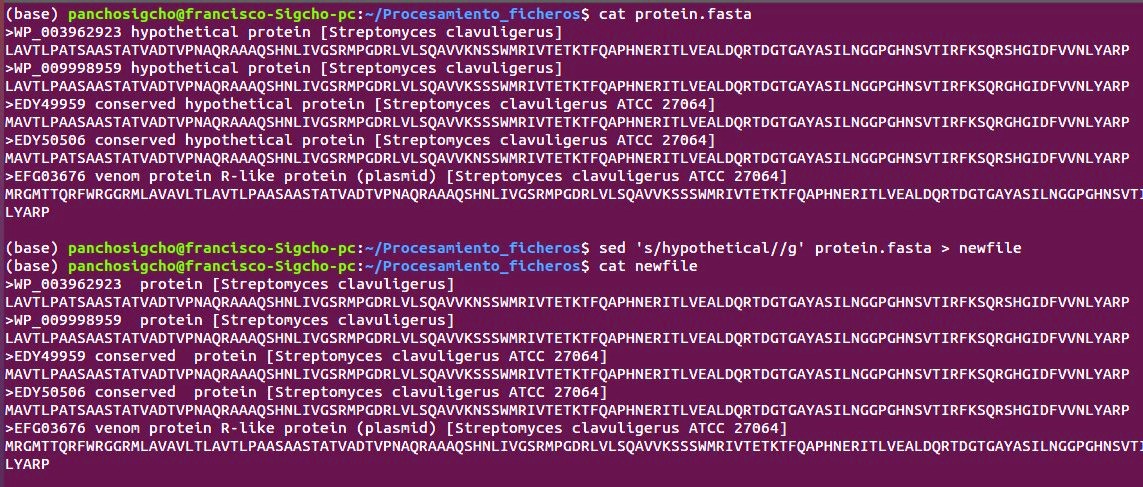 (base) panchosigcho@francisco-Sigcho-pc:~/Procesamiento_ficheros$ cat protein.fasta
>WP_003962923 hypothetical protein [Streptomyces clavuligerus]
LAVTLPATSAASTATVADTVPNAQRAAAQSHNLIVGSRMPGDRLVLSQAVVKNSSWMRIVTETKTFQAPHNERITLVEALDQRTDGTGAYASILNGGPGHNSVTIRFKSQRSHGIDFVVNLYARP
>WP_009998959 hypothetical protein [Streptomyces clavuligerus]
LAVTLPAASAASTATVADTVPNAQRAAAQSHNLIVGSRMPGDRLVLSQAVVKSSSWMRIVTETKTFQAPHNERITLVEALDQRTDGTGAYASILNGGPGHNSVTIRFKSQRSHGIDFVVNLYARP
>EDY49959 conserved hypothetical protein [Streptomyces clavuligerus ATCC 27064]
MAVTLPAASAASTATVADTVPNAQRAAAQSHNLIVGSRMPGDRLVLSQAVVKSSSWMRIVTETKTFQAPHNERITLVEALDQRTDGTGAYASILNGGPGHNSVTIRFKSQRGHGIDFVVNLYARP
>EDY50506 conserved hypothetical protein [Streptomyces clavuligerus ATCC 27064]
MAVTLPATSAASTATVADTVPNAQRAAAQSHNLIVGSRMPGDRLVLSQAVVKNSSWMRIVTETKTFQAPHNERITLVEALDQRTDGTGAYASILNGGPGHNSVTIRFKSQRSHGIDFVVNLYARP
>EFG03676 venom protein R-like protein (plasmid) [Streptomyces clavuligerus ATCC 27064]
MRGMTTQRFWRGGRMLAVAVLTLAVTLPAASAASTATVADTVPNAQRAAAQSHNLIVGSRMPGDRLVLSQAVVKSSSWMRIVTETKTFQAPHNERITLVEALDQRTDGTGAYASILNGGPGHNSVTI
LYARP
(base) panchosigcho@francisco-Sigcho-pc:~/Procesamiento_ficheros$ sed 's/hypothetical//g' protein.fasta > newfile
(base) panchosigcho@francisco-Sigcho-pc:~/Procesamiento_ficheros$ cat newfile
>WP_003962923  protein [Streptomyces clavuligerus]
LAVTLPATSAASTATVADTVPNAQRAAAQSHNLIVGSRMPGDRLVLSQAVVKNSSWMRIVTETKTFQAPHNERITLVEALDQRTDGTGAYASILNGGPGHNSVTIRFKSQRSHGIDFVVNLYARP
>WP_009998959  protein [Streptomyces clavuligerus]
LAVTLPAASAASTATVADTVPNAQRAAAQSHNLIVGSRMPGDRLVLSQAVVKSSSWMRIVTETKTFQAPHNERITLVEALDQRTDGTGAYASILNGGPGHNSVTIRFKSQRSHGIDFVVNLYARP
>EDY49959 conserved  protein [Streptomyces clavuligerus ATCC 27064]
MAVTLPAASAASTATVADTVPNAQRAAAQSHNLIVGSRMPGDRLVLSQAVVKSSSWMRIVTETKTFQAPHNERITLVEALDQRTDGTGAYASILNGGPGHNSVTIRFKSQRGHGIDFVVNLYARP
>EDY50506 conserved  protein [Streptomyces clavuligerus ATCC 27064]
MAVTLPATSAASTATVADTVPNAQRAAAQSHNLIVGSRMPGDRLVLSQAVVKNSSWMRIVTETKTFQAPHNERITLVEALDQRTDGTGAYASILNGGPGHNSVTIRFKSQRSHGIDFVVNLYARP
>EFG03676 venom protein R-like protein (plasmid) [Streptomyces clavuligerus ATCC 27064]
MRGMTTQRFWRGGRMLAVAVLTLAVTLPAASAASTATVADTVPNAQRAAAQSHNLIVGSRMPGDRLVLSQAVVKSSSWMRIVTETKTFQAPHNERITLVEALDQRTDGTGAYASILNGGPGHNSVTI
LYARP